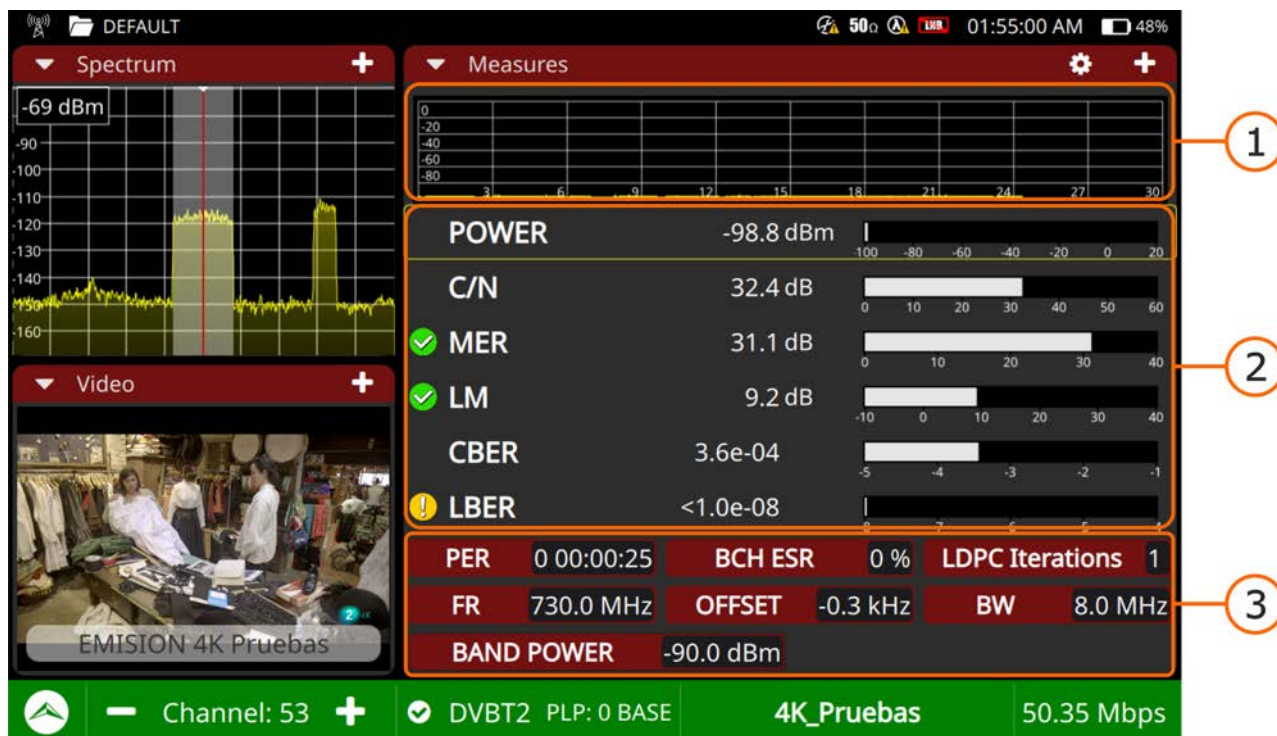 DEFAULT 50Ω LNB 01:55:00 AM 48%
Spectrum
-69 dBm
-90
-100
-110
-120
-130
-140
-150
-160
Video
2 4K
EMISION 4K Pruebas
Measures
0
-20
-40
-60
-80
3 6 9 12 15 18 21 24 27 30
1
POWER -98.8 dBm
-100 -80 -60 -40 -20 0 20
C/N 32.4 dB
0 10 20 30 40 50 60
MER 31.1 dB
0 10 20 30 40
LM 9.2 dB
-10 0 10 20 30 40
CBER 3.6e-04
-5 -4 -3 -2 -1
LBER <1.0e-08
2
PER 0 00:00:25 BCH ESR 0 % LDPC Iterations 1
FR 730.0 MHz OFFSET -0.3 kHz BW 8.0 MHz
BAND POWER -90.0 dBm
3
Channel: 53 DVBT2 PLP: 0 BASE 4K_Pruebas 50.35 Mbps